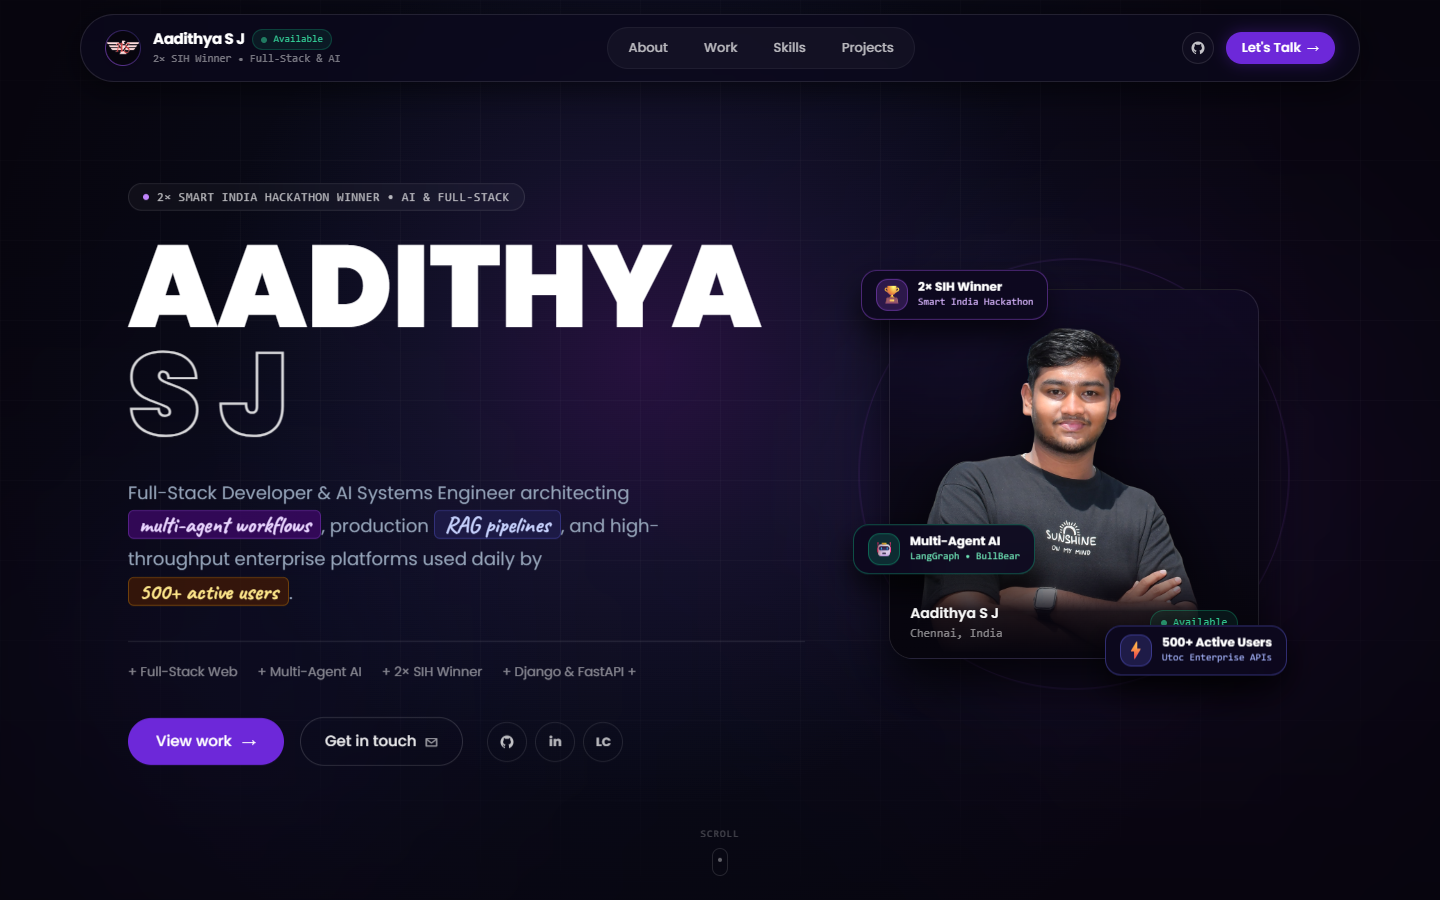 Aadithya S J
Available
2× SIH Winner • Full-Stack & AI
About
Work
Skills
Projects
Let's Talk →
2× SMART INDIA HACKATHON WINNER • AI & FULL-STACK
AADITHYA
S J
Full-Stack Developer & AI Systems Engineer architecting
multi-agent workflows, production RAG pipelines, and high-
throughput enterprise platforms used daily by
500+ active users.
+ Full-Stack Web + Multi-Agent AI + 2× SIH Winner + Django & FastAPI +
View work →
Get in touch
in
LC
2× SIH Winner
Smart India Hackathon
SUNSHINE
ON MY MIND
Multi-Agent AI
LangGraph • BullBear
Aadithya S J
Chennai, India
Available
500+ Active Users
Utoc Enterprise APIs
SCROLL